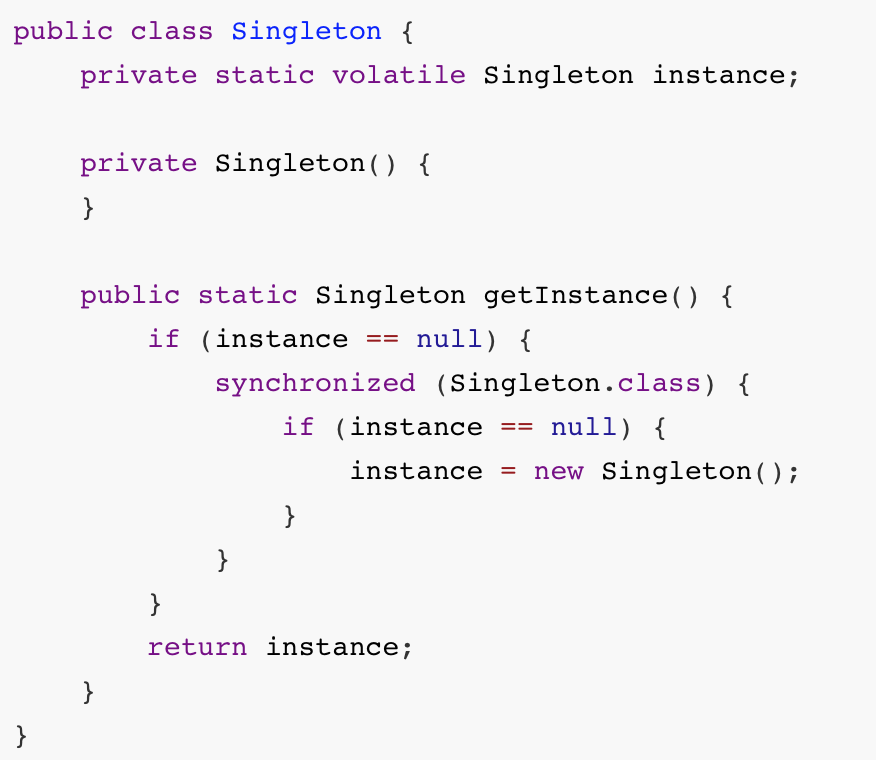 public class Singleton {
    private static volatile Singleton instance;

    private Singleton() {
    }

    public static Singleton getInstance() {
        if (instance == null) {
            synchronized (Singleton.class) {
                if (instance == null) {
                    instance = new Singleton();
                }
            }
        }
        return instance;
    }
}